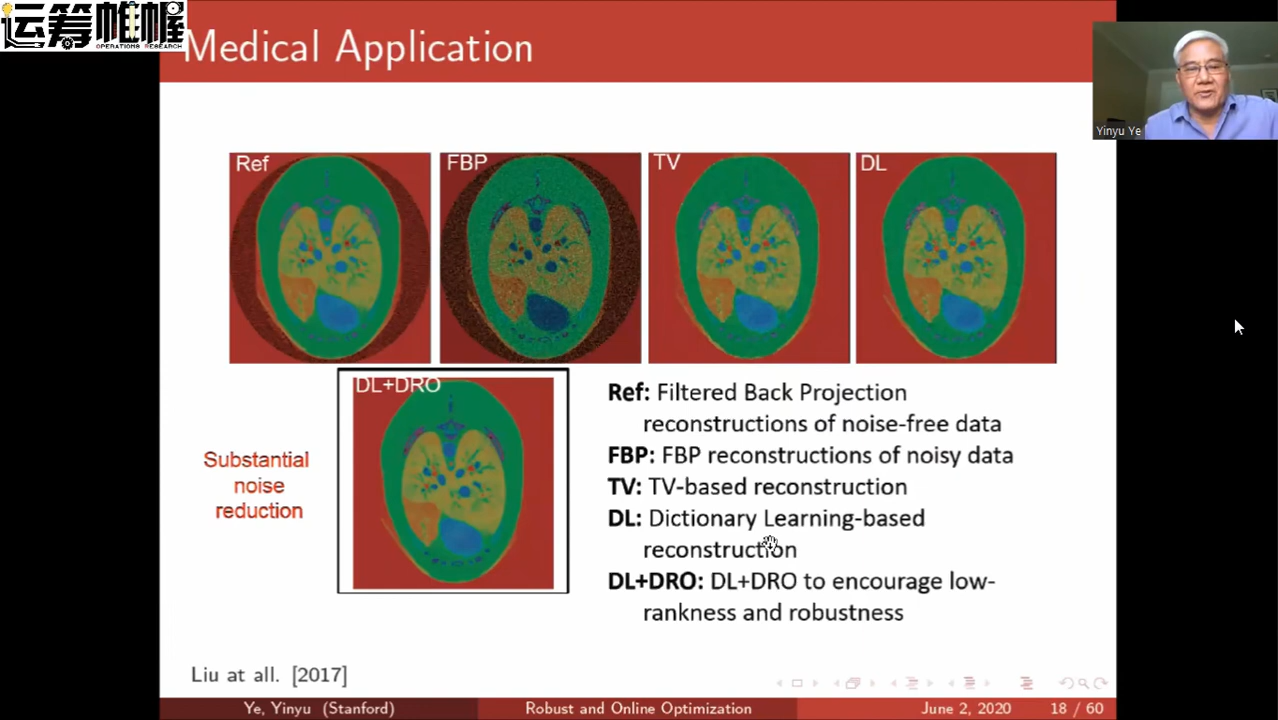 运筹帷幄
OPERATIONS RESEARCH
Medical Application
Yinyu Ye
Ref
FBP
TV
DL
DL+DRO
Substantial
noise
reduction
Ref: Filtered Back Projection
reconstructions of noise-free data
FBP: FBP reconstructions of noisy data
TV: TV-based reconstruction
DL: Dictionary Learning-based
reconstruction
DL+DRO: DL+DRO to encourage low-
rankness and robustness
Liu at all. [2017]
Ye, Yinyu (Stanford)
Robust and Online Optimization
June 2, 2020
18 / 60